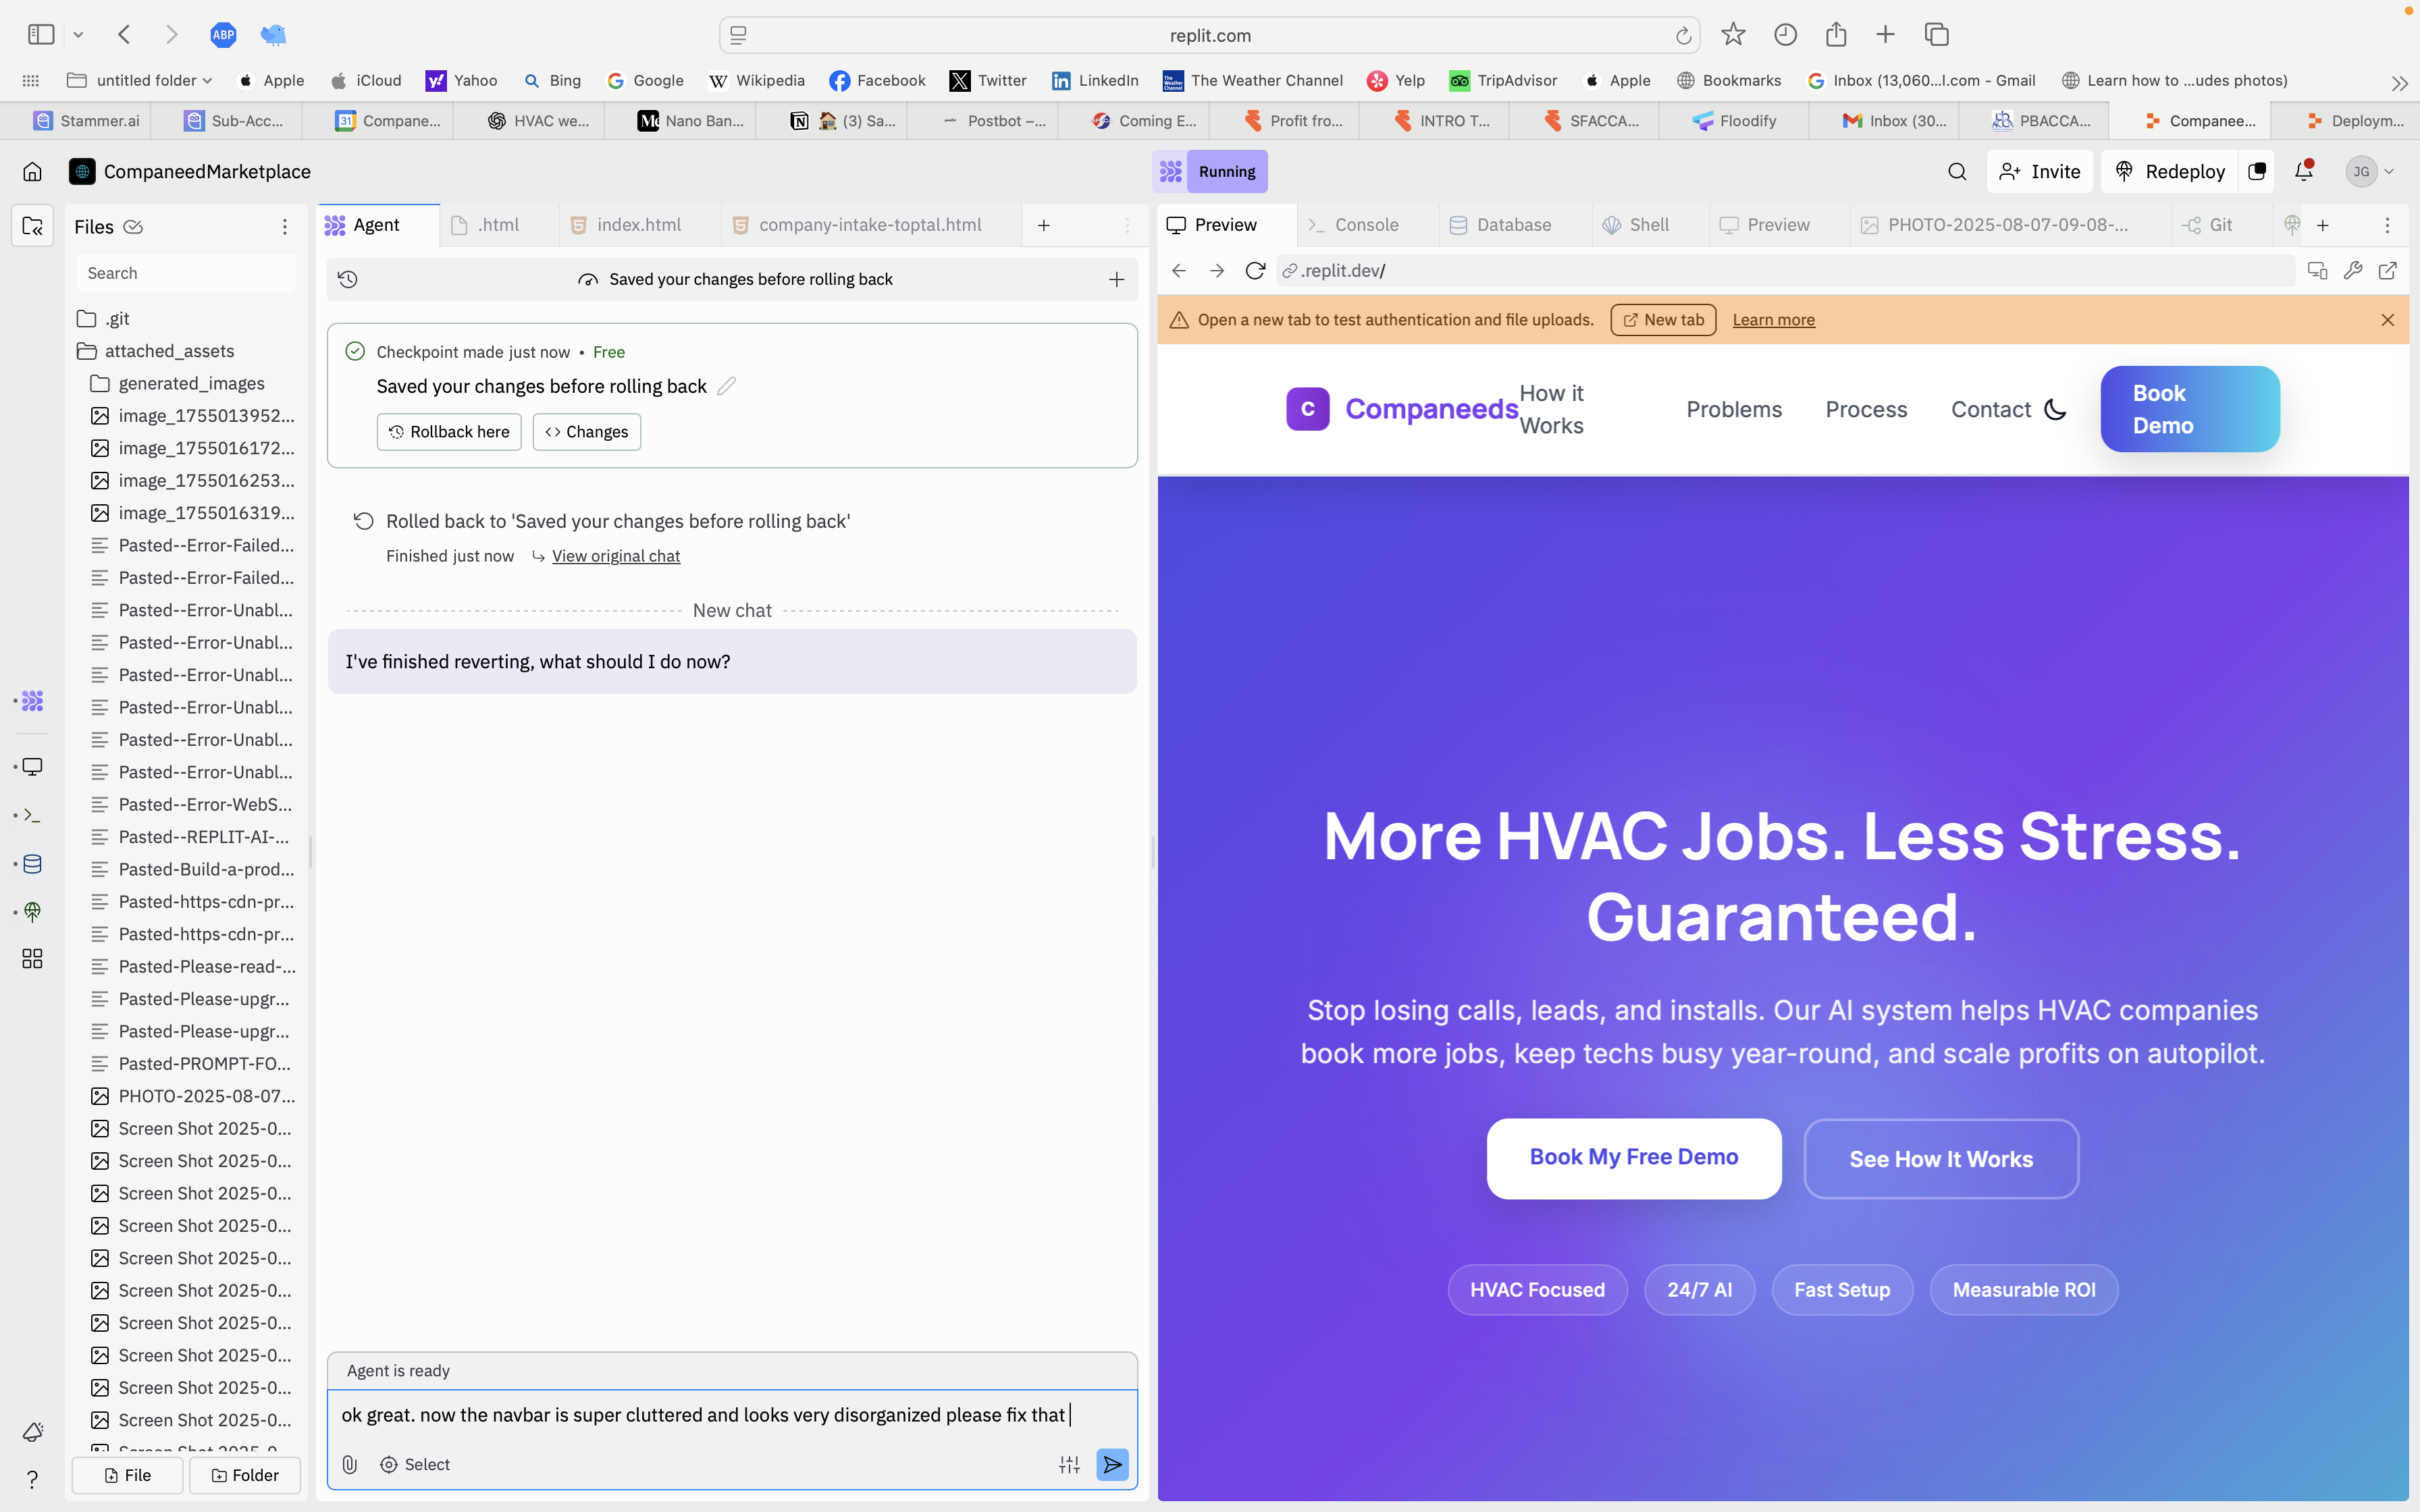 replit.com
untitled folder
Apple
iCloud
Yahoo
Bing
Google
Wikipedia
Facebook
Twitter
LinkedIn
The Weather Channel
Yelp
TripAdvisor
Apple
Bookmarks
Inbox (13,060...l.com - Gmail
Learn how to ...udes photos)
Stammer.ai
Sub-Acc...
Compane...
HVAC we...
Nano Ban...
(3) Sa...
Postbot –...
Coming E...
Profit fro...
INTRO T...
SFACCA...
Floodify
Inbox (30...
PBACCA...
Companee...
Deploym...
CompaneedMarketplace
Running
Invite
Redeploy
JG
Files
Search
.git
attached_assets
generated_images
image_1755013952...
image_1755016172...
image_1755016253...
image_1755016319...
Pasted--Error-Failed...
Pasted--Error-Failed...
Pasted--Error-Unabl...
Pasted--Error-Unabl...
Pasted--Error-Unabl...
Pasted--Error-Unabl...
Pasted--Error-Unabl...
Pasted--Error-Unabl...
Pasted--Error-WebS...
Pasted--REPLIT-AI-...
Pasted-Build-a-prod...
Pasted-https-cdn-pr...
Pasted-https-cdn-pr...
Pasted-Please-read-...
Pasted-Please-upgr...
Pasted-Please-upgr...
Pasted-PROMPT-FO...
PHOTO-2025-08-07...
Screen Shot 2025-0...
Screen Shot 2025-0...
Screen Shot 2025-0...
Screen Shot 2025-0...
Screen Shot 2025-0...
Screen Shot 2025-0...
Screen Shot 2025-0...
Screen Shot 2025-0...
Screen Shot 2025-0...
Screen Shot 2025-0...
File
Folder
Agent
.html
index.html
company-intake-toptal.html
Saved your changes before rolling back
Checkpoint made just now • Free
Saved your changes before rolling back
Rollback here
Changes
Rolled back to 'Saved your changes before rolling back'
Finished just now
View original chat
New chat
I've finished reverting, what should I do now?
Agent is ready
ok great. now the navbar is super cluttered and looks very disorganized please fix that
Select
Preview
Console
Database
Shell
Preview
PHOTO-2025-08-07-09-08-...
Git
.replit.dev/
Open a new tab to test authentication and file uploads.
New tab
Learn more
C
Companeeds
How it
Works
Problems
Process
Contact
Book
Demo
More HVAC Jobs. Less Stress.
Guaranteed.
Stop losing calls, leads, and installs. Our AI system helps HVAC companies
book more jobs, keep techs busy year-round, and scale profits on autopilot.
Book My Free Demo
See How It Works
HVAC Focused
24/7 AI
Fast Setup
Measurable ROI